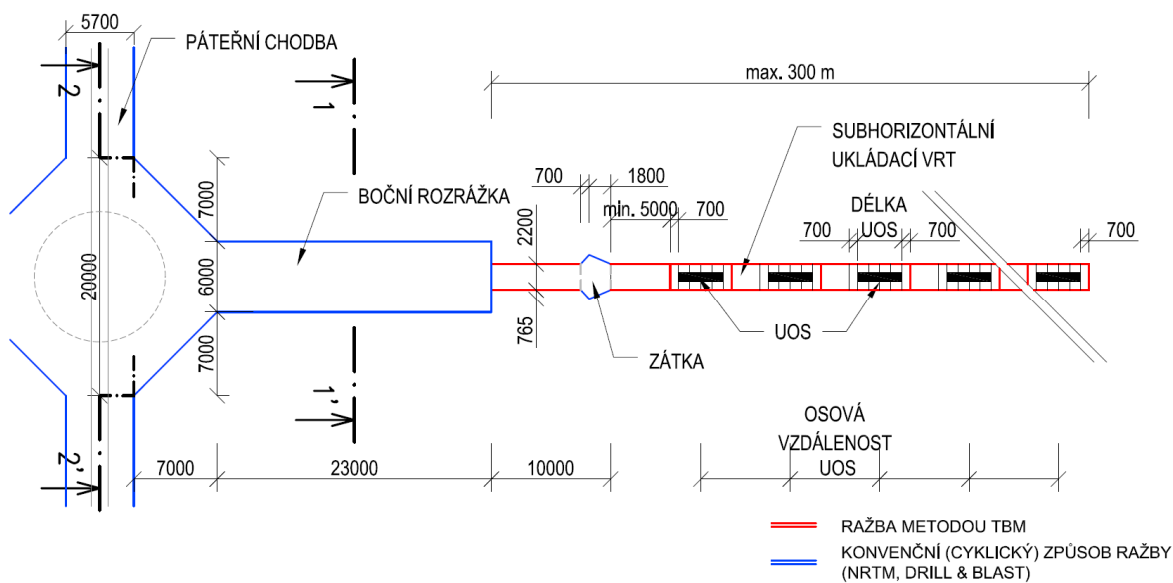 5700
PÁTEŘNÍ CHODBA
2
1
max. 300 m
SUBHORIZONTÁLNÍ
UKLÁDACÍ VRT
BOČNÍ ROZRÁŽKA
700
1800
min. 5000
700
DÉLKA
UOS
700
700
700
7000
2200
20000
6000
765
UOS
ZÁTKA
7000
1'
2'
OSOVÁ
VZDÁLENOST
UOS
7000
23000
10000
RAŽBA METODOU TBM
KONVENČNÍ (CYKLICKÝ) ZPŮSOB RAŽBY
(NRTM, DRILL & BLAST)